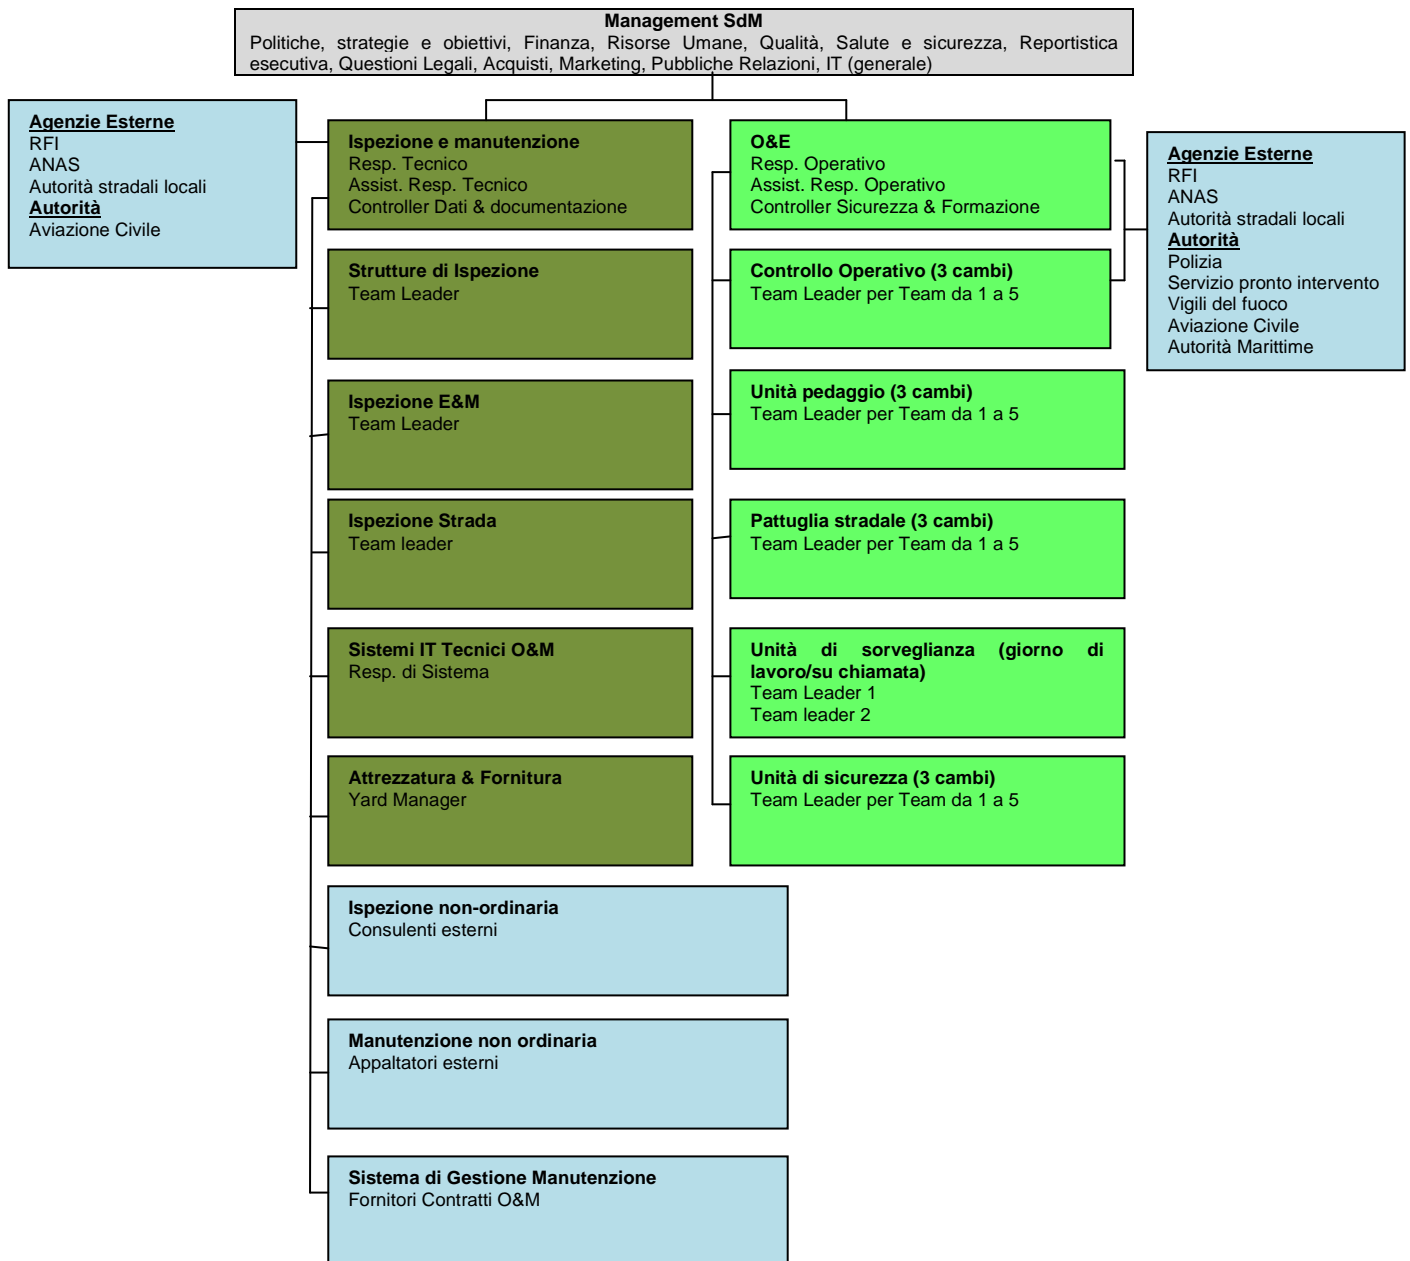 Management SdM
Politiche, strategie e obiettivi, Finanza, Risorse Umane, Qualità, Salute e sicurezza, Reportistica
esecutiva, Questioni Legali, Acquisti, Marketing, Pubbliche Relazioni, IT (generale)
Agenzie Esterne
RFI
ANAS
Autorità stradali locali
Autorità
Aviazione Civile
Ispezione e manutenzione
Resp. Tecnico
Assist. Resp. Tecnico
Controller Dati & documentazione
O&E
Resp. Operativo
Assist. Resp. Operativo
Controller Sicurezza & Formazione
Agenzie Esterne
RFI
ANAS
Autorità stradali locali
Autorità
Polizia
Servizio pronto intervento
Vigili del fuoco
Aviazione Civile
Autorità Marittime
Strutture di Ispezione
Team Leader
Controllo Operativo (3 cambi)
Team Leader per Team da 1 a 5
Ispezione E&M
Team Leader
Unità pedaggio (3 cambi)
Team Leader per Team da 1 a 5
Ispezione Strada
Team leader
Pattuglia stradale (3 cambi)
Team Leader per Team da 1 a 5
Sistemi IT Tecnici O&M
Resp. di Sistema
Unità di sorveglianza (giorno di
lavoro/su chiamata)
Team Leader 1
Team leader 2
Attrezzatura & Fornitura
Yard Manager
Unità di sicurezza (3 cambi)
Team Leader per Team da 1 a 5
Ispezione non-ordinaria
Consulenti esterni
Manutenzione non ordinaria
Appaltatori esterni
Sistema di Gestione Manutenzione
Fornitori Contratti O&M